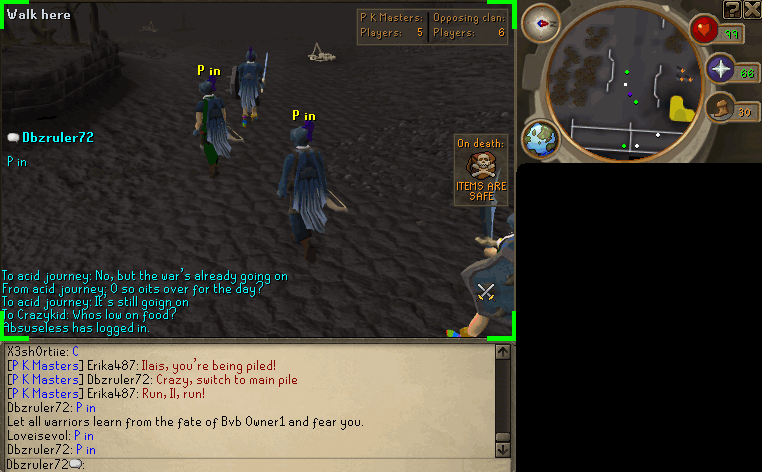 Walk here
P K Masters: Opposing clan:
Players: 5 Players: 6
P in
P in
Dbzruler72
P in
On death:
ITEMS ARE
SAFE
99
66
30
To acid journey: No, but the war's already going on
From acid journey: O so oits over for the day?
To acid journey: It's still goign on
To Crazykid: Whos low on food?
Absuseless has logged in.
X3sh0rtiie: C
[P K Masters] Erika487: Ilais, you're being piled!
[P K Masters] Dbzruler72: Crazy, switch to main pile
[P K Masters] Erika487: Run, Il, run!
Dbzruler72: P in
Let all warriors learn from the fate of Bvb Owner1 and fear you.
Loveisevol: P in
Dbzruler72: P in
Dbzruler72: